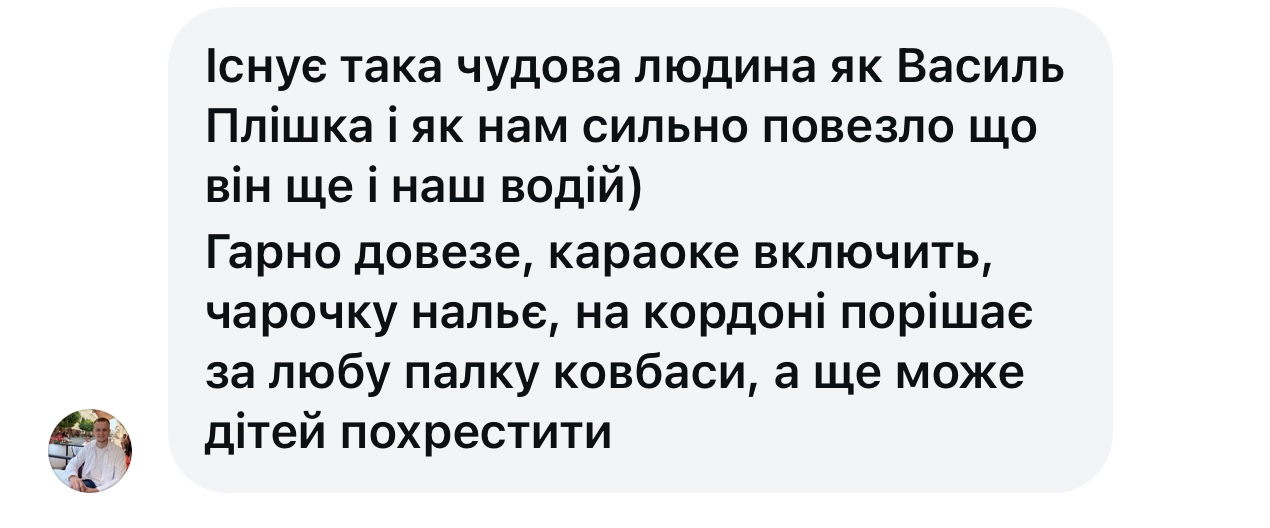 Існує така чудова людина як Василь
Плішка і як нам сильно повезло що
він ще і наш водій)
Гарно довезе, караоке включить,
чарочку нальє, на кордоні порішає
за любу палку ковбаси, а ще може
дітей похрестити